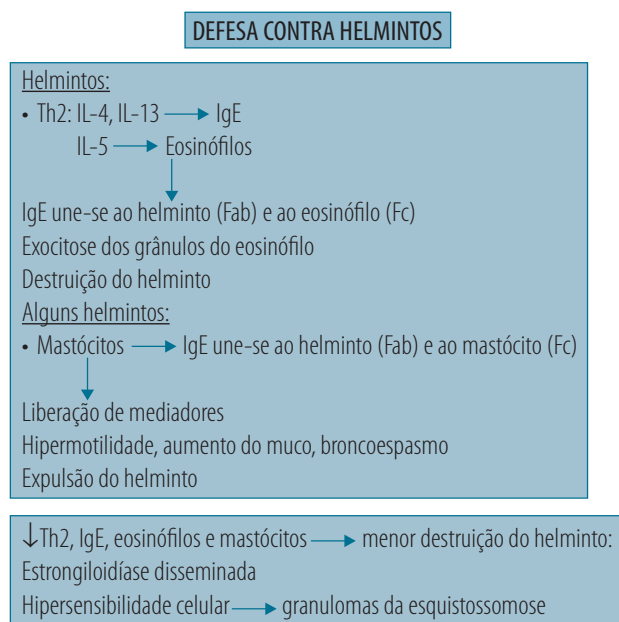 DEFESA CONTRA HELMINTOS
Helmintos:
• Th2: IL-4, IL-13 → IgE
IL-5 → Eosinófilos
IgE une-se ao helminto (Fab) e ao eosinófilo (Fc)
Exocitose dos grânulos do eosinófilo
Destruição do helminto
Alguns helmintos:
• Mastócitos → IgE une-se ao helminto (Fab) e ao mastócito (Fc)
Liberação de mediadores
Hipermotilidade, aumento do muco, broncoespasmo
Expulsão do helminto
↓Th2, IgE, eosinófilos e mastócitos → menor destruição do helminto:
Estrongiloidíase disseminada
Hipersensibilidade celular → granulomas da esquistossomose